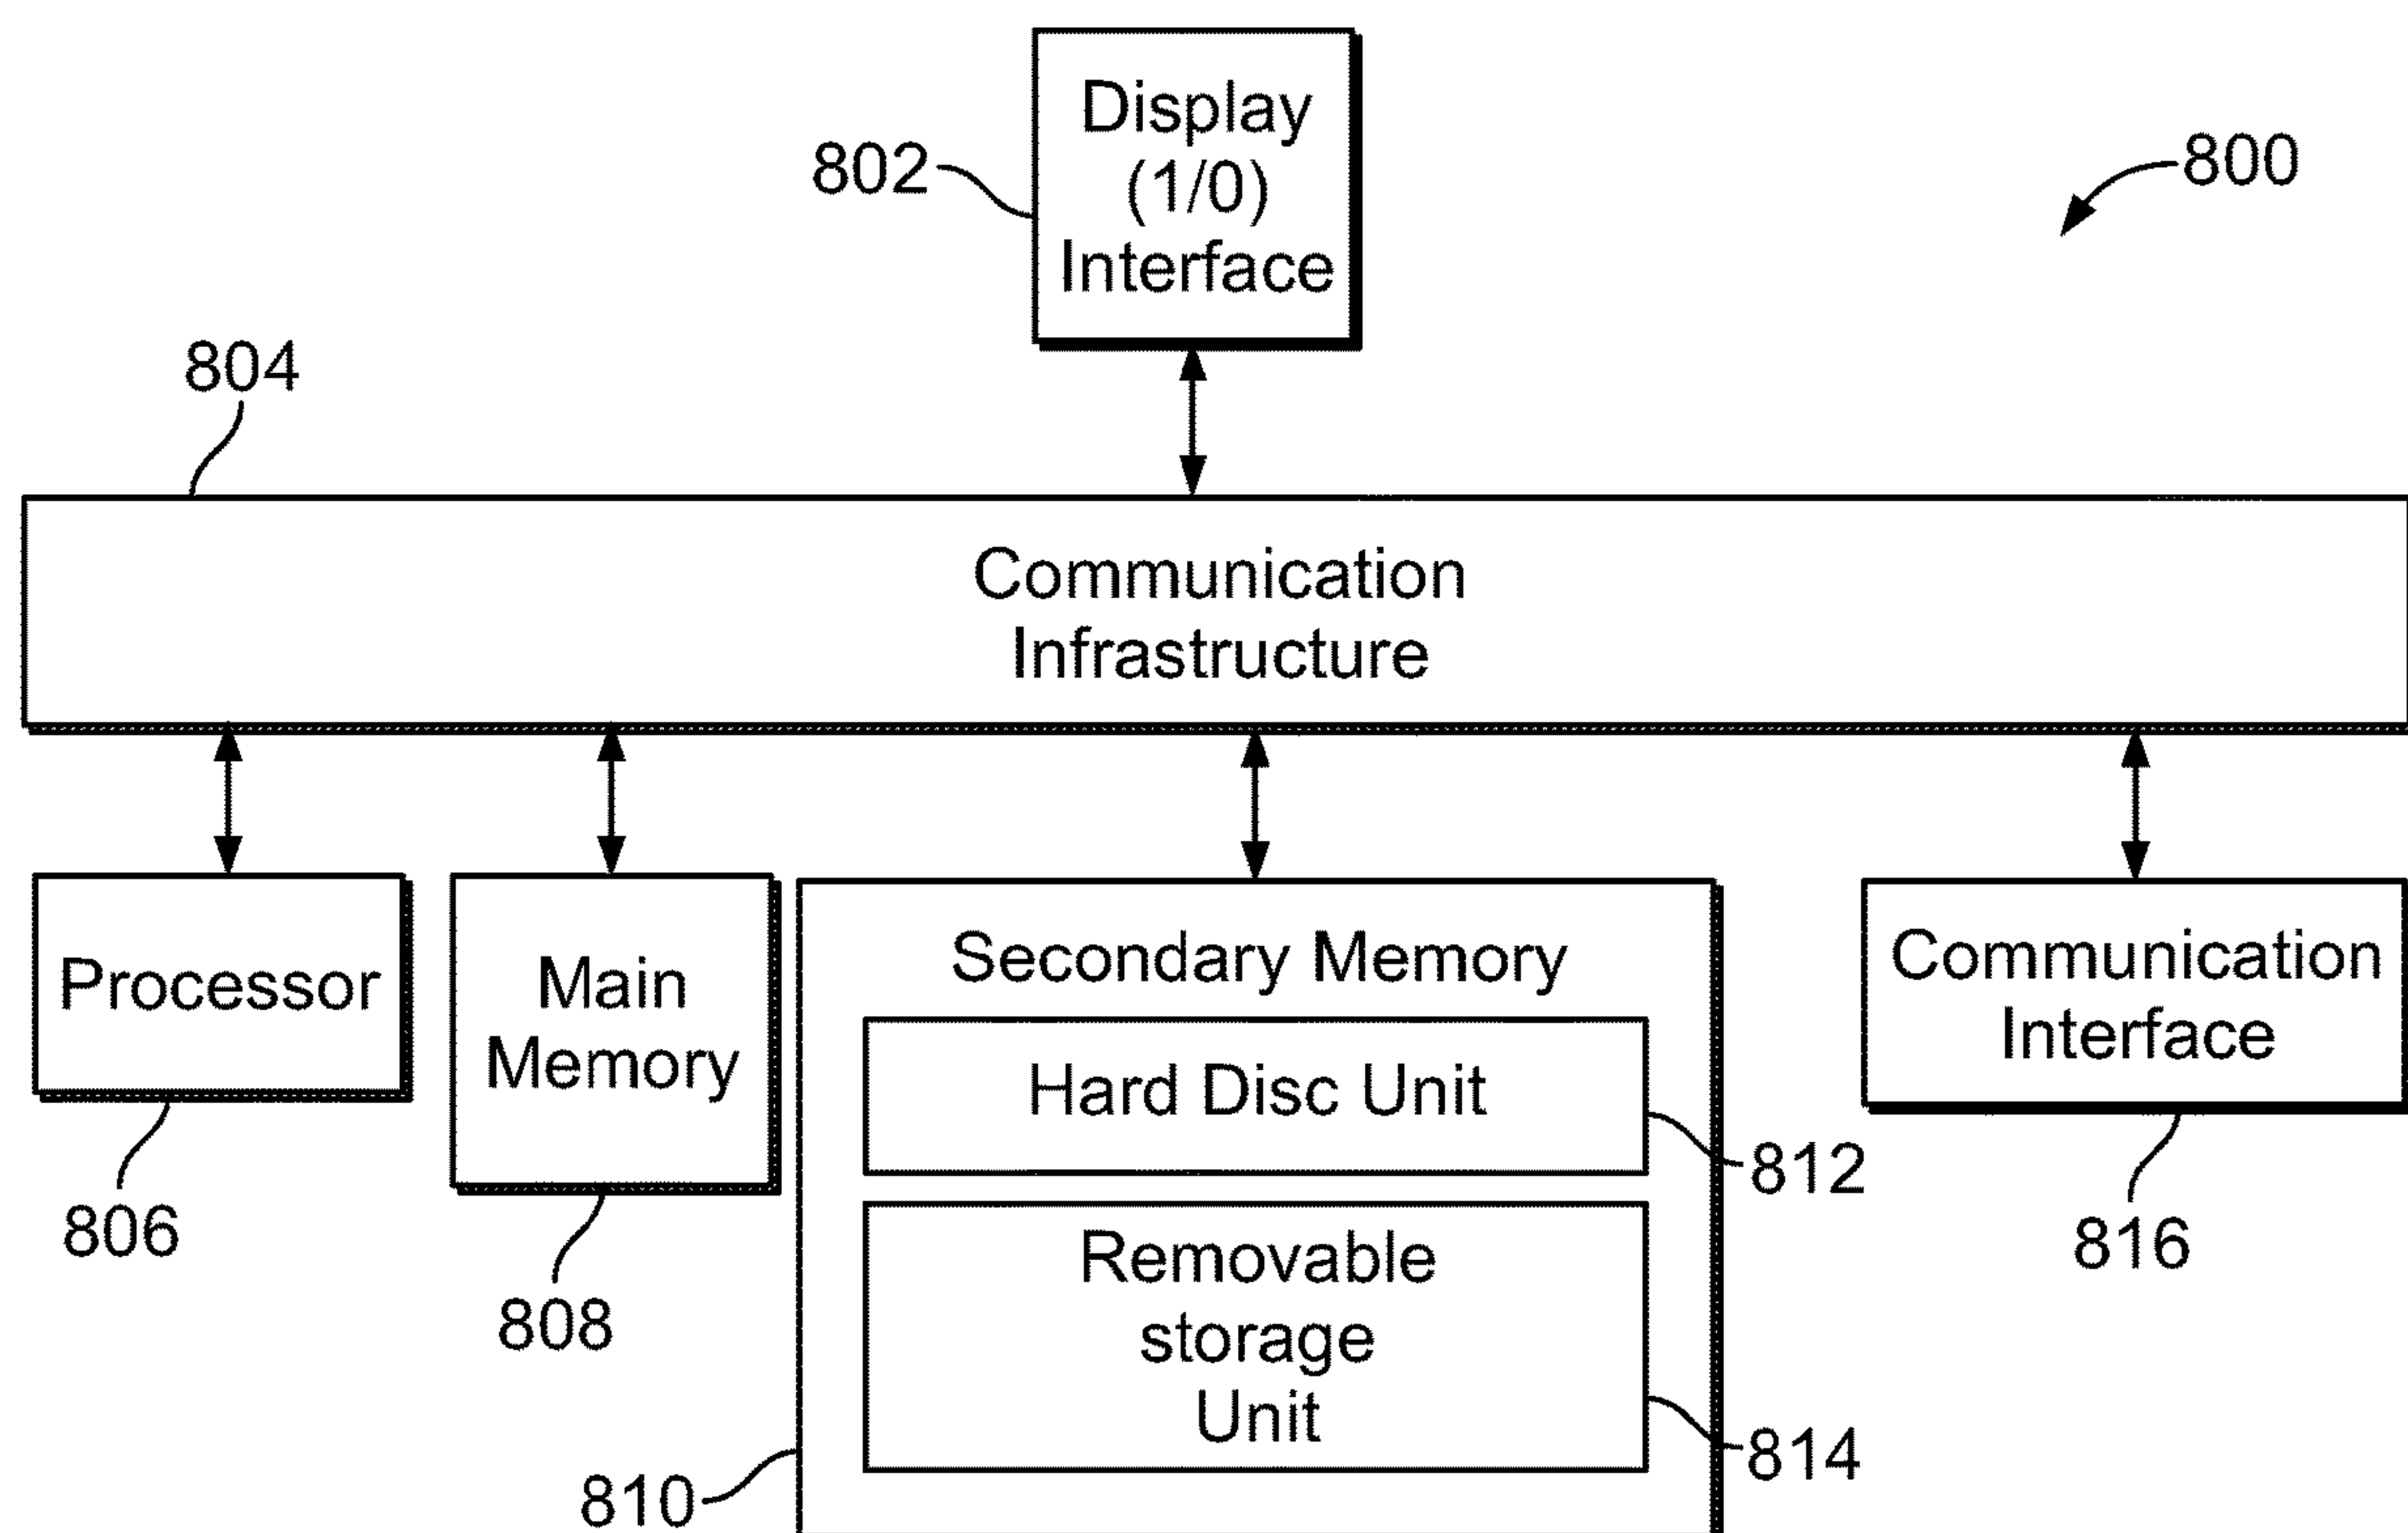 Display
(1/0)
Interface
802
800
804
Communication
Infrastructure
Processor
806
Main
Memory
808
Secondary Memory
Hard Disc Unit
812
Removable
storage
Unit
814
810
Communication
Interface
816